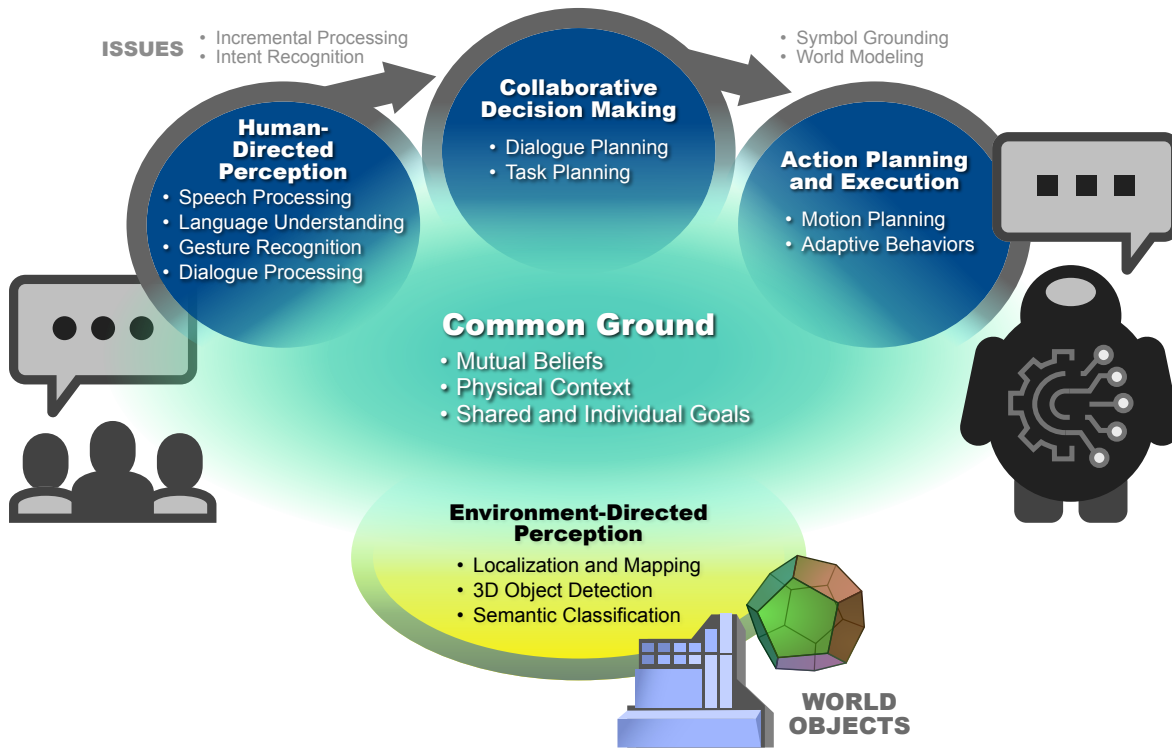 ISSUES
• Incremental Processing
• Intent Recognition
• Symbol Grounding
• World Modeling
Human-
Directed
Perception
• Speech Processing
• Language Understanding
• Gesture Recognition
• Dialogue Processing
Collaborative
Decision Making
• Dialogue Planning
• Task Planning
Action Planning
and Execution
• Motion Planning
• Adaptive Behaviors
Common Ground
• Mutual Beliefs
• Physical Context
• Shared and Individual Goals
Environment-Directed
Perception
• Localization and Mapping
• 3D Object Detection
• Semantic Classification
WORLD
OBJECTS